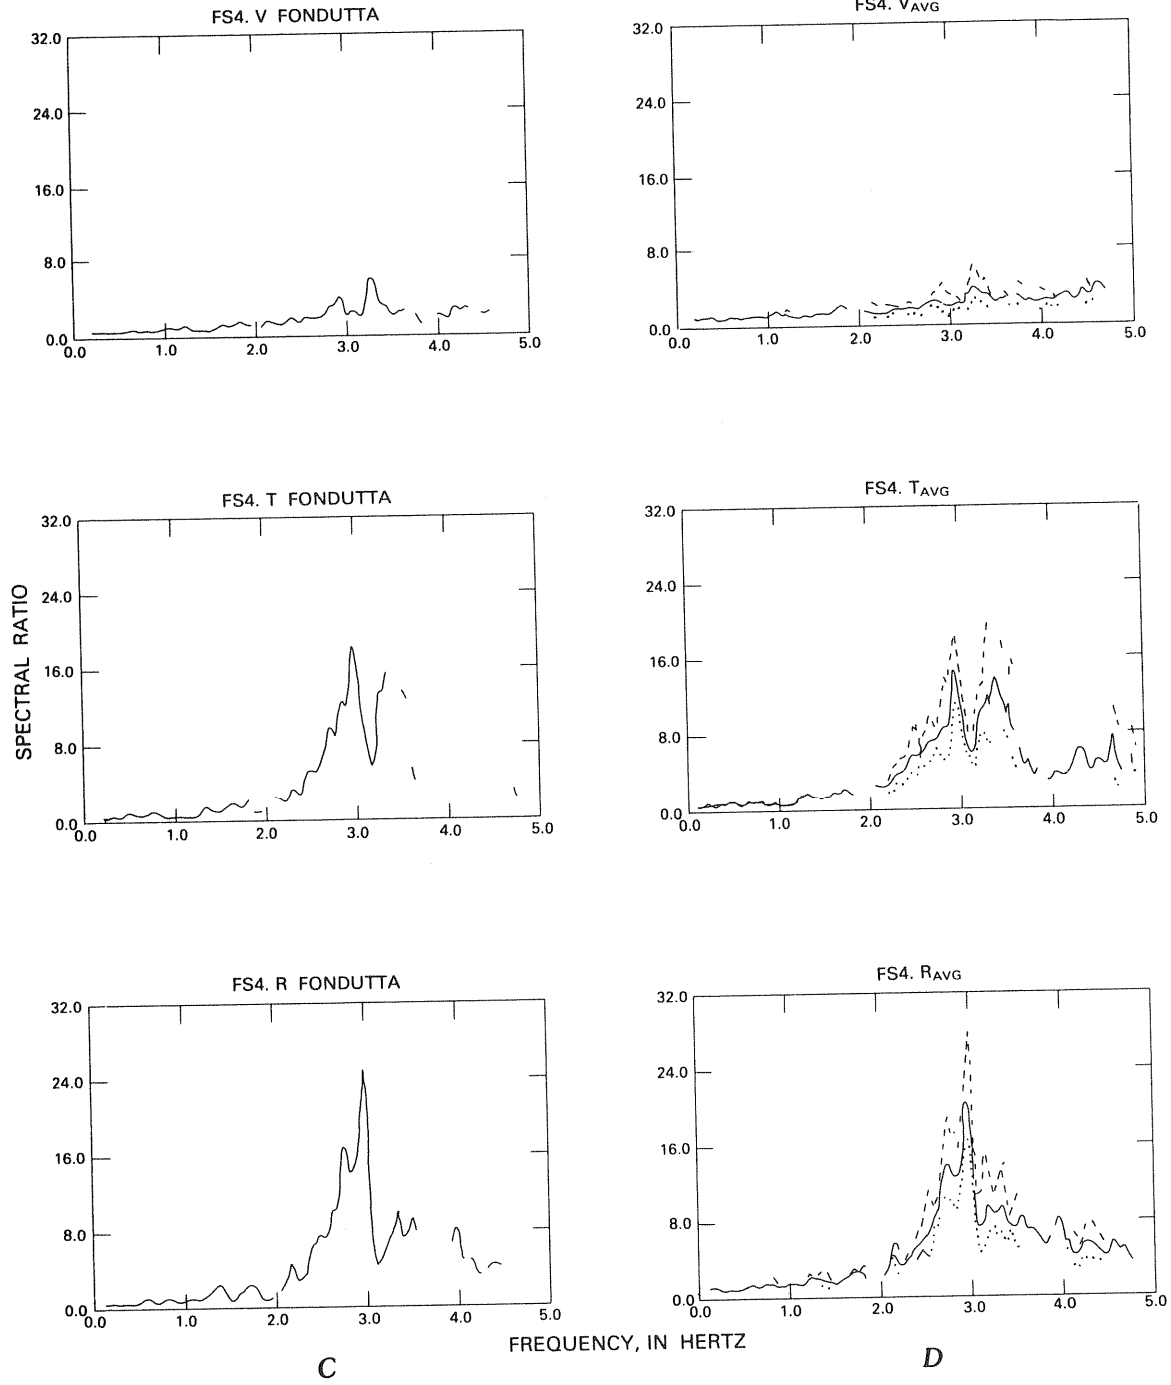 FS4. V FONDUTTA
32.0
24.0
16.0
8.0
0.0
0.0 1.0 2.0 3.0 4.0 5.0
FS4. VAVG
32.0
24.0
16.0
8.0
0.0
0.0 1.0 2.0 3.0 4.0 5.0
SPECTRAL RATIO
FS4. T FONDUTTA
32.0
24.0
16.0
8.0
0.0
0.0 1.0 2.0 3.0 4.0 5.0
FS4. TAVG
32.0
24.0
16.0
8.0
0.0
0.0 1.0 2.0 3.0 4.0 5.0
FS4. R FONDUTTA
32.0
24.0
16.0
8.0
0.0
0.0 1.0 2.0 3.0 4.0 5.0
FS4. RAVG
32.0
24.0
16.0
8.0
0.0
0.0 1.0 2.0 3.0 4.0 5.0
FREQUENCY, IN HERTZ
C
D